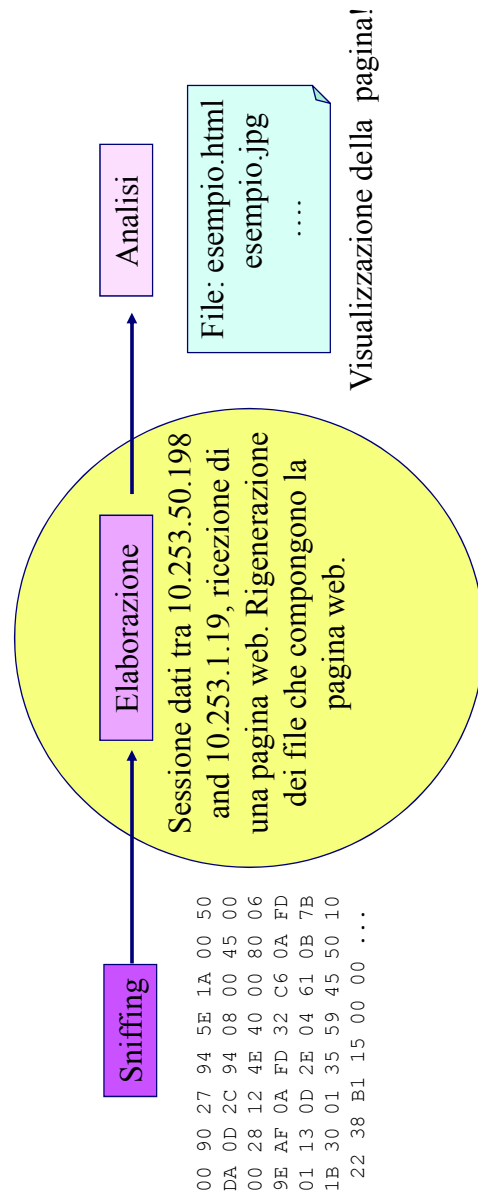 Sniffing
Elaborazione
Analisi
00 90 27 94 5E 1A 00 50
DA 0D 2C 94 08 00 45 00
00 28 12 4E 40 00 80 06
9E AF 0A FD 32 C6 0A FD
01 13 0D 2E 04 61 0B 7B
1B 30 01 35 59 45 50 10
22 38 B1 15 00 00 ...
Sessione dati tra 10.253.50.198
and 10.253.1.19, ricezione di
una pagina web. Rigenerazione
dei file che compongono la
pagina web.
File: esempio.html
esempio.jpg
....
Visualizzazione della pagina!